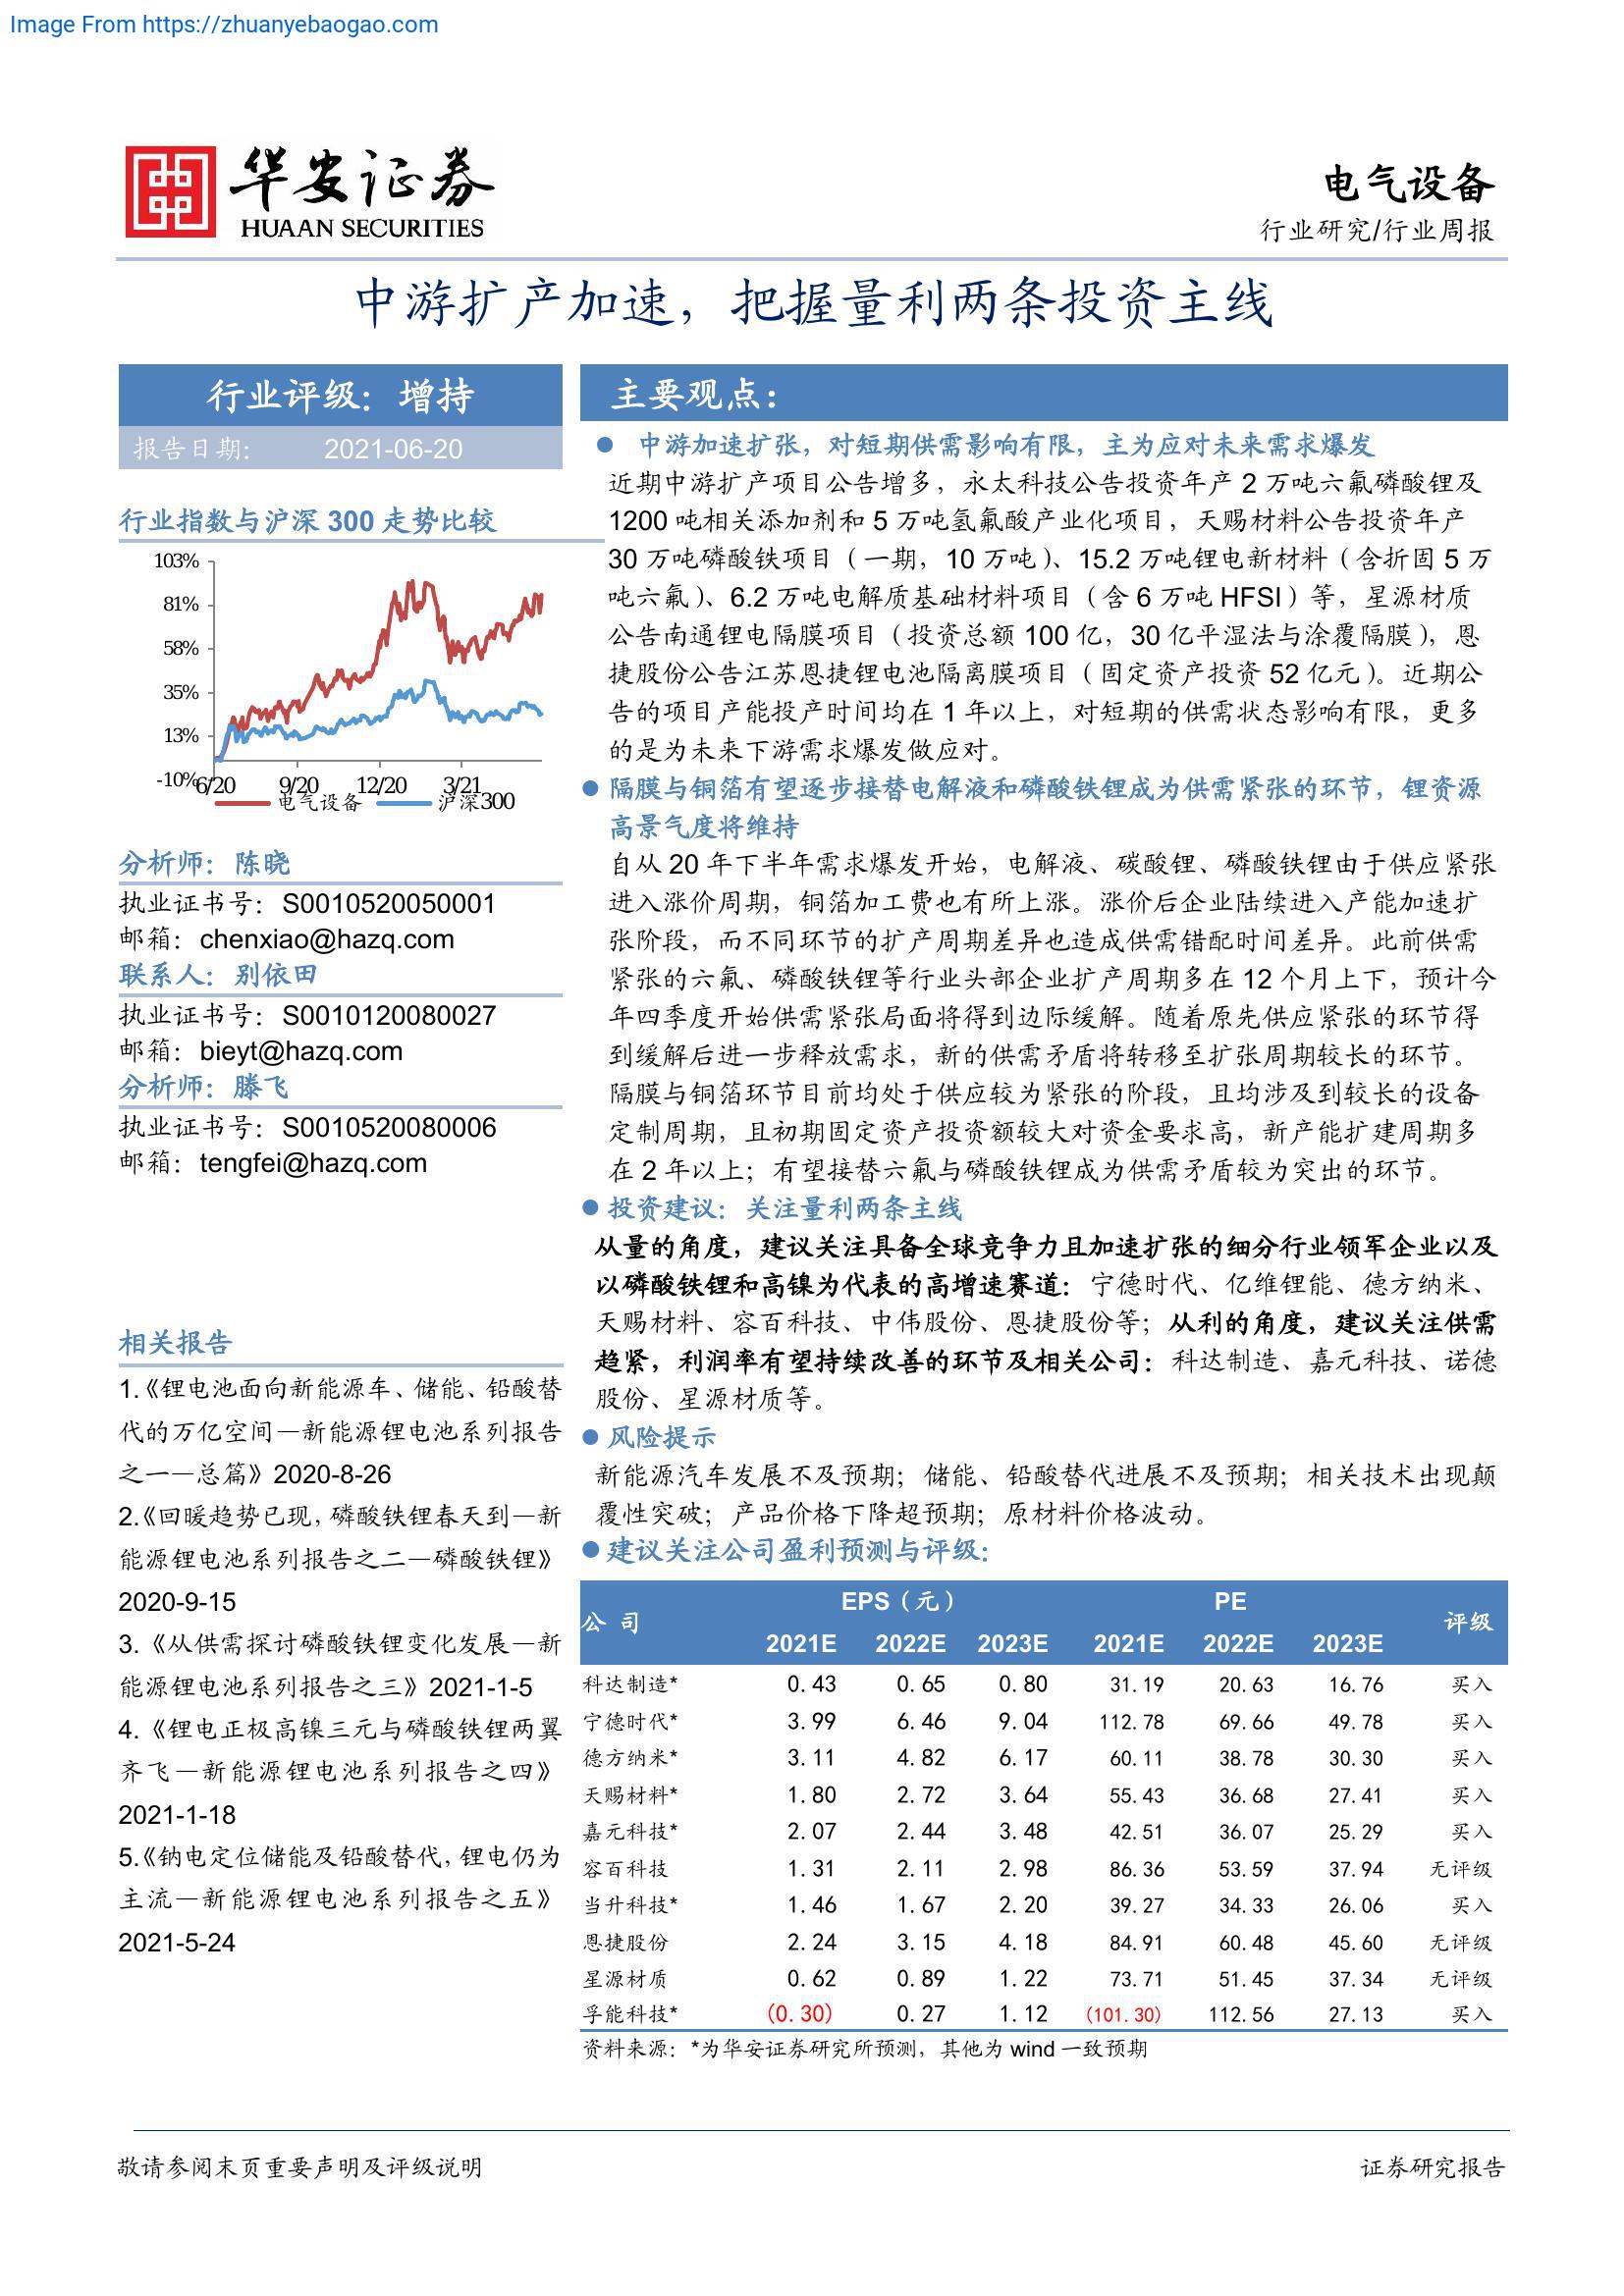 Image From https://zhuanyebaogao.com
华安证券
HUAAN SECURITIES
电气设备
行业研究/行业周报
中游扩产加速，把握量利两条投资主线
行业评级：增持
报告日期： 2021-06-20
行业指数与沪深 300 走势比较
103%
81%
58%
35%
13%
-10%
6/20 9/20 12/20 3/21
电气设备 沪深300
分析师：陈晓
执业证书号：S0010520050001
邮箱：chenxiao@hazq.com
联系人：别依田
执业证书号：S0010120080027
邮箱：bieyt@hazq.com
分析师：滕飞
执业证书号：S0010520080006
邮箱：tengfei@hazq.com
相关报告
1.《锂电池面向新能源车、储能、铅酸替
代的万亿空间—新能源锂电池系列报告
之一—总篇》2020-8-26
2.《回暖趋势已现，磷酸铁锂春天到—新
能源锂电池系列报告之二—磷酸铁锂》
2020-9-15
3.《从供需探讨磷酸铁锂变化发展—新
能源锂电池系列报告之三》2021-1-5
4.《锂电正极高镍三元与磷酸铁锂两翼
齐飞—新能源锂电池系列报告之四》
2021-1-18
5.《钠电定位储能及铅酸替代，锂电仍为
主流—新能源锂电池系列报告之五》
2021-5-24
主要观点：
● 中游加速扩张，对短期供需影响有限，主为应对未来需求爆发
近期中游扩产项目公告增多，永太科技公告投资年产 2 万吨六氟磷酸锂及
1200 吨相关添加剂和 5 万吨氢氟酸产业化项目，天赐材料公告投资年产
30 万吨磷酸铁项目（一期，10 万吨）、15.2 万吨锂电新材料（含折固 5 万
吨六氟）、6.2 万吨电解质基础材料项目（含 6 万吨 HFSI）等，星源材质
公告南通锂电隔膜项目（投资总额 100 亿，30 亿平湿法与涂覆隔膜），恩
捷股份公告江苏恩捷锂电池隔离膜项目（固定资产投资 52 亿元）。近期公
告的项目产能投产时间均在 1 年以上，对短期的供需状态影响有限，更多
的是为未来下游需求爆发做应对。
● 隔膜与铜箔有望逐步接替电解液和磷酸铁锂成为供需紧张的环节，锂资源
高景气度将维持
自从 20 年下半年需求爆发开始，电解液、碳酸锂、磷酸铁锂由于供应紧张
进入涨价周期，铜箔加工费也有所上涨。涨价后企业陆续进入产能加速扩
张阶段，而不同环节的扩产周期差异也造成供需错配时间差异。此前供需
紧张的六氟、磷酸铁锂等行业头部企业扩产周期多在 12 个月上下，预计今
年四季度开始供需紧张局面将得到边际缓解。随着原先供应紧张的环节得
到缓解后进一步释放需求，新的供需矛盾将转移至扩张周期较长的环节。
隔膜与铜箔环节目前均处于供应较为紧张的阶段，且均涉及到较长的设备
定制周期，且初期固定资产投资额较大对资金要求高，新产能扩建周期多
在 2 年以上；有望接替六氟与磷酸铁锂成为供需矛盾较为突出的环节。
● 投资建议：关注量利两条主线
从量的角度，建议关注具备全球竞争力且加速扩张的细分行业领军企业以及
以磷酸铁锂和高镍为代表的高增速赛道：宁德时代、亿维锂能、德方纳米、
天赐材料、容百科技、中伟股份、恩捷股份等；从利的角度，建议关注供需
趋紧，利润率有望持续改善的环节及相关公司：科达制造、嘉元科技、诺德
股份、星源材质等。
● 风险提示
新能源汽车发展不及预期；储能、铅酸替代进展不及预期；相关技术出现颠
覆性突破；产品价格下降超预期；原材料价格波动。
● 建议关注公司盈利预测与评级：
公 司 EPS（元） PE 评级
2021E 2022E 2023E 2021E 2022E 2023E
科达制造* 0.43 0.65 0.80 31.19 20.63 16.76 买入
宁德时代* 3.99 6.46 9.04 112.78 69.66 49.78 买入
德方纳米* 3.11 4.82 6.17 60.11 38.78 30.30 买入
天赐材料* 1.80 2.72 3.64 55.43 36.68 27.41 买入
嘉元科技* 2.07 2.44 3.48 42.51 36.07 25.29 买入
容百科技 1.31 2.11 2.98 86.36 53.59 37.94 无评级
当升科技* 1.46 1.67 2.20 39.27 34.33 26.06 买入
恩捷股份 2.24 3.15 4.18 84.91 60.48 45.60 无评级
星源材质 0.62 0.89 1.22 73.71 51.45 37.34 无评级
孚能科技* (0.30) 0.27 1.12 (101.30) 112.56 27.13 买入
资料来源：*为华安证券研究所预测，其他为 wind 一致预期
敬请参阅末页重要声明及评级说明
证券研究报告